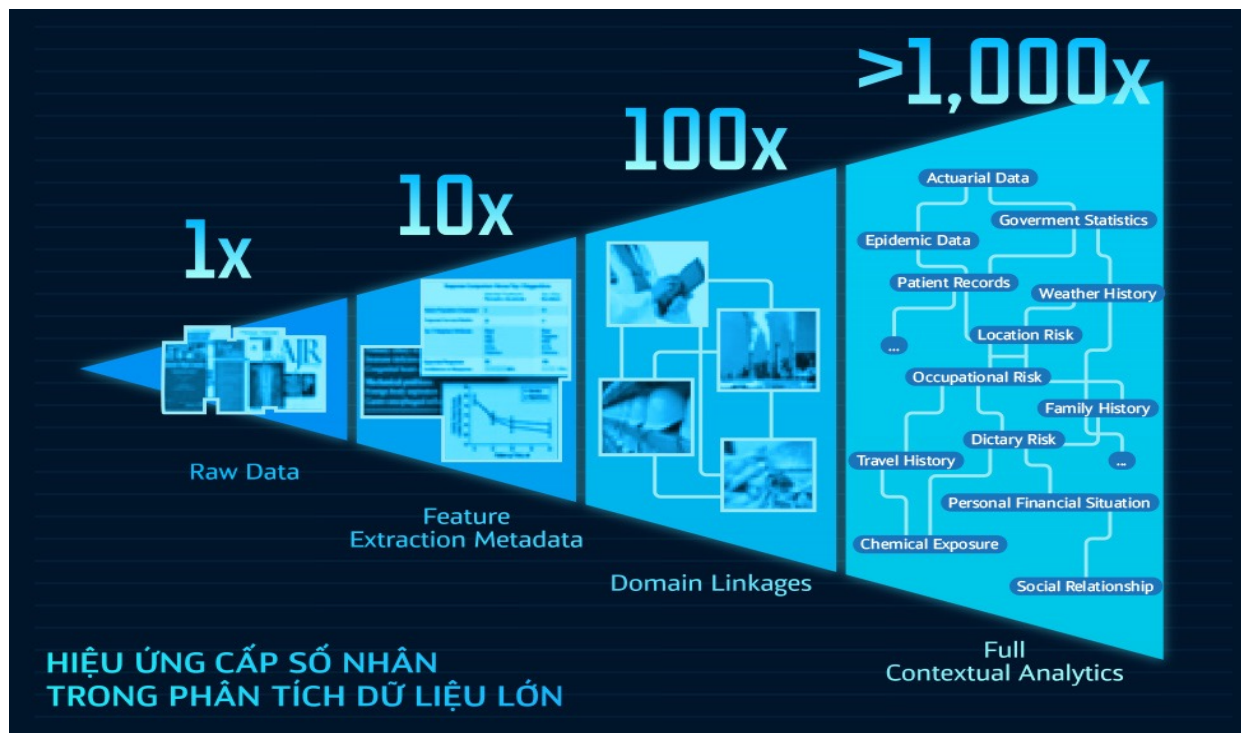 1x
10x
100x
>1,000x
AJR
Raw Data
Feature
Extraction Metadata
Domain Linkages
Actuarial Data
Goverment Statistics
Epidemic Data
Patient Records
Weather History
...
Location Risk
Occupational Risk
Family History
Dictary Risk
Travel History
...
Personal Financial Situation
Chemical Exposure
Social Relationship
Full
Contextual Analytics
HIỆU ỨNG CẤP SỐ NHÂN
TRONG PHÂN TÍCH DỮ LIỆU LỚN